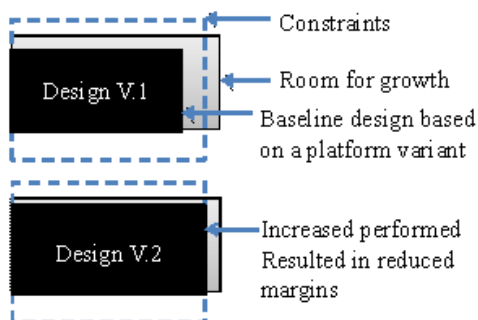 Constraints
Room for growth
Design V.1
Baseline design based
on a platform variant
Increased performed
Design V.2
Resulted in reduced
margins